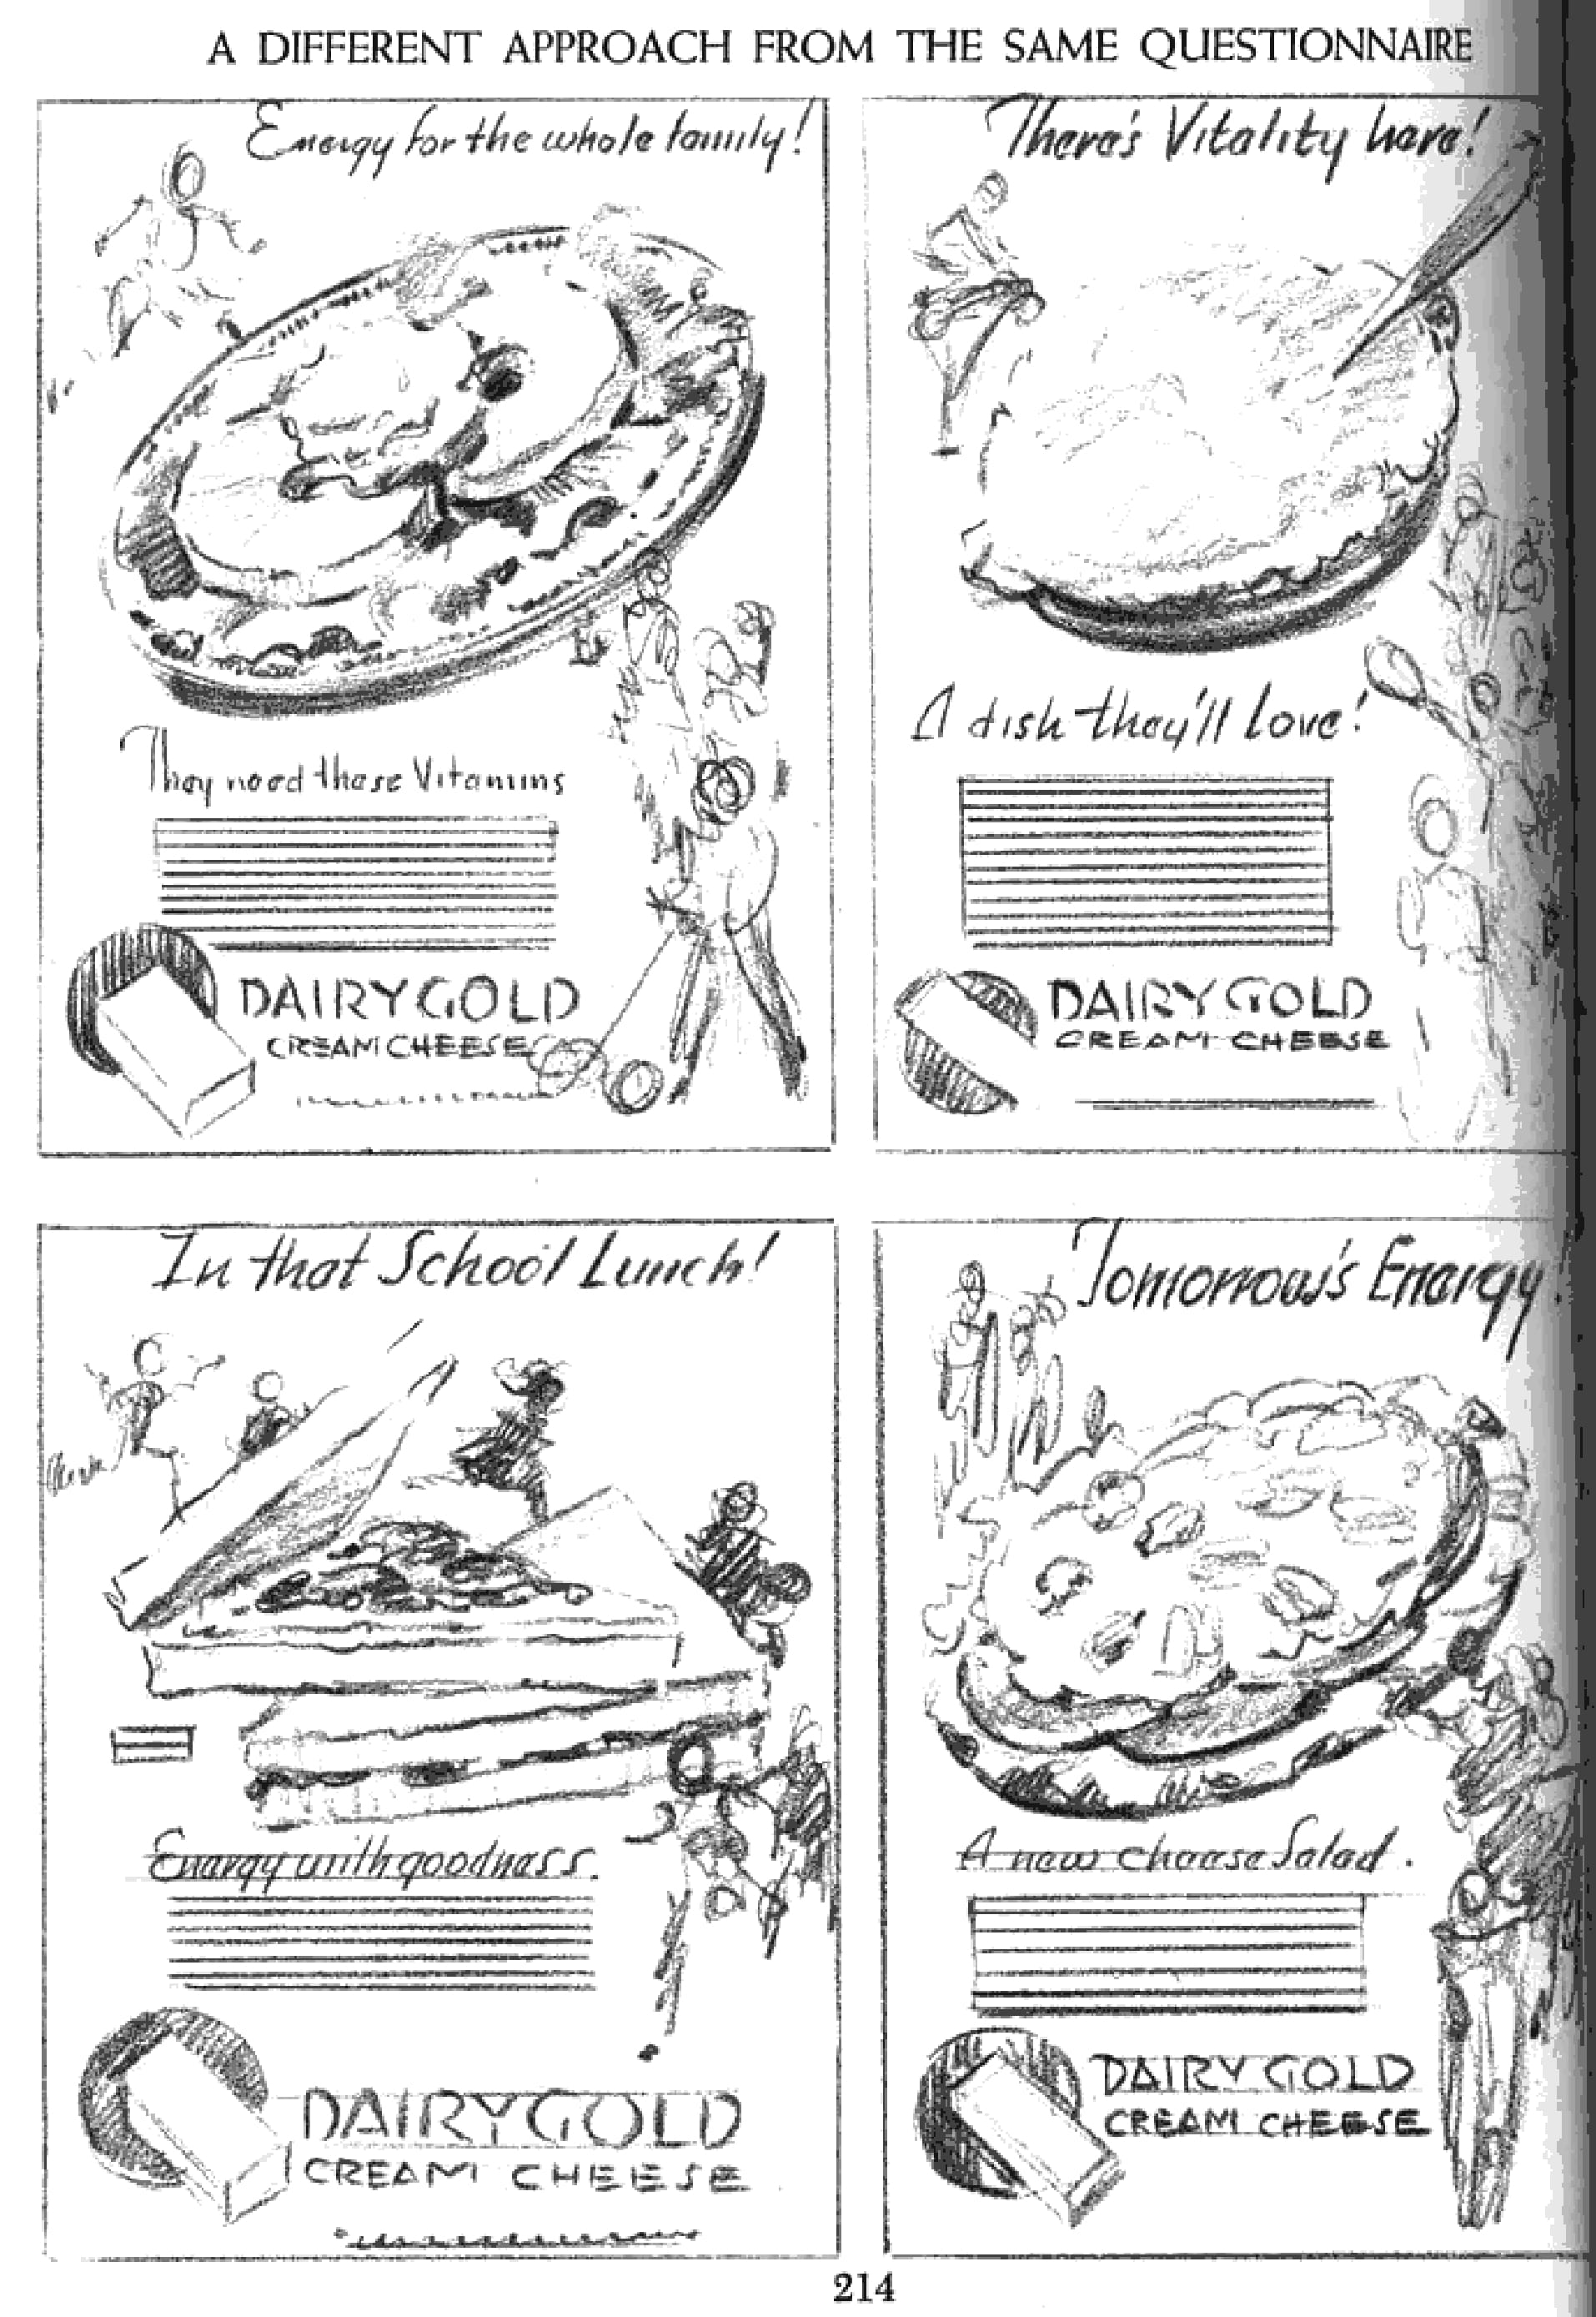 A DIFFERENT APPROACH FROM THE SAME QUESTIONNAIRE
Energy for the whole family!
They need these Vitamins
DAIRYGOLD
CREAM CHEESE
There's Vitality here!
A dish they'll Love!
DAIRYGOLD
CREAM CHEESE
In that School Lunch!
Energy with goodness.
DAIRYGOLD
CREAM CHEESE
Tomorrow's Energy!
A new cheese Salad.
DAIRY GOLD
CREAM CHEESE
214